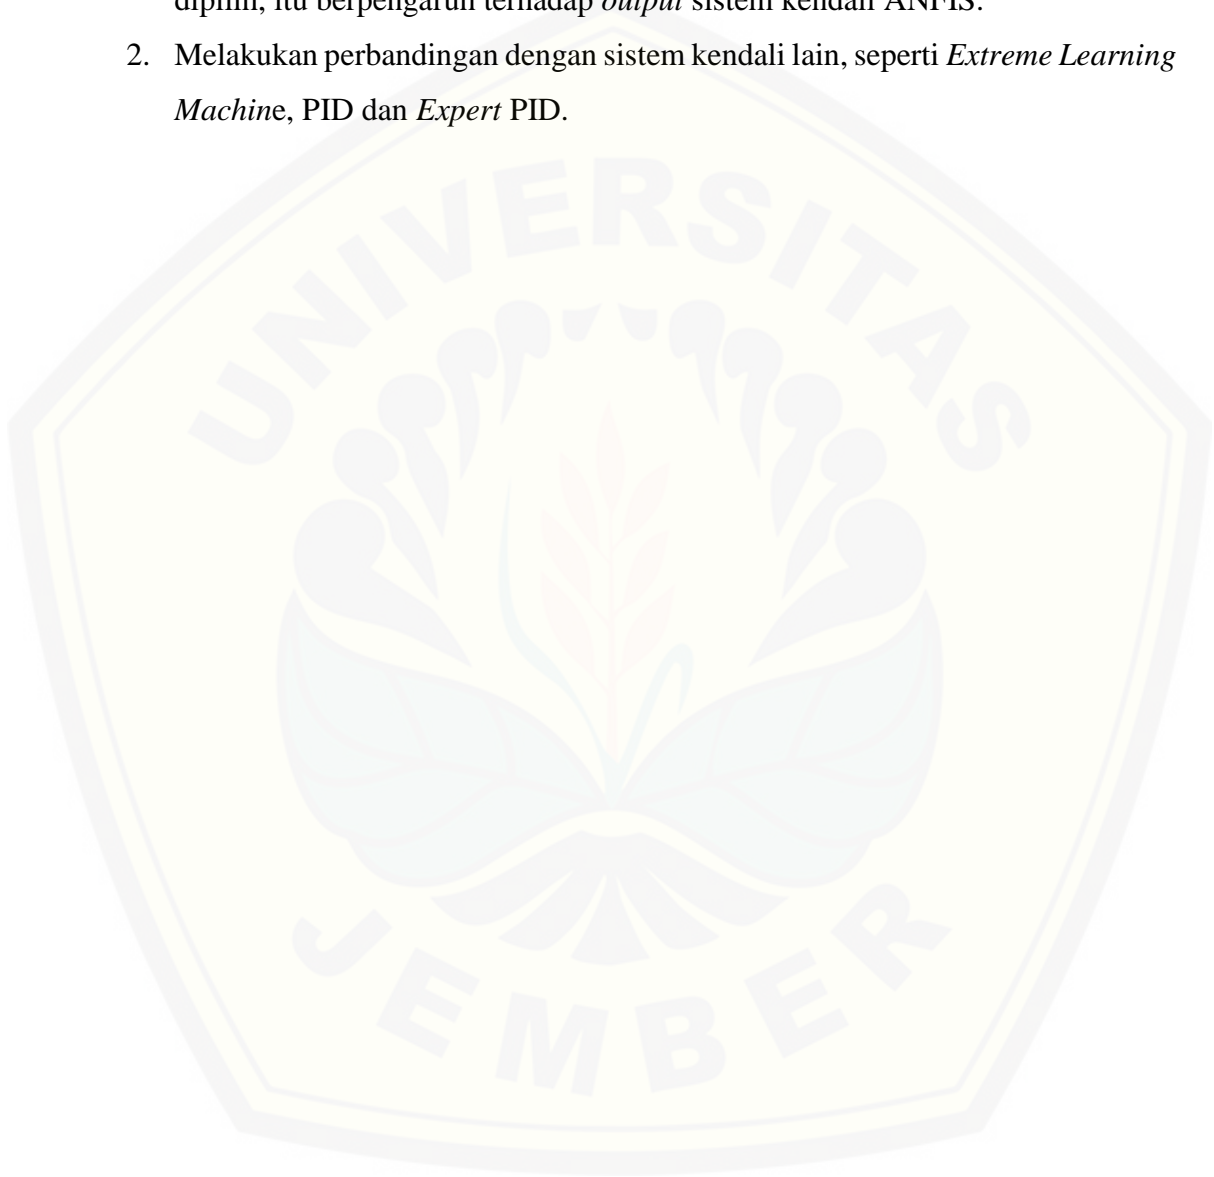 dipilih, itu berpengaruh terhadap output sistem kendali ANFIS.
2. Melakukan perbandingan dengan sistem kendali lain, seperti Extreme Learning
Machine, PID dan Expert PID.
UNIVERSITAS
JEMBER